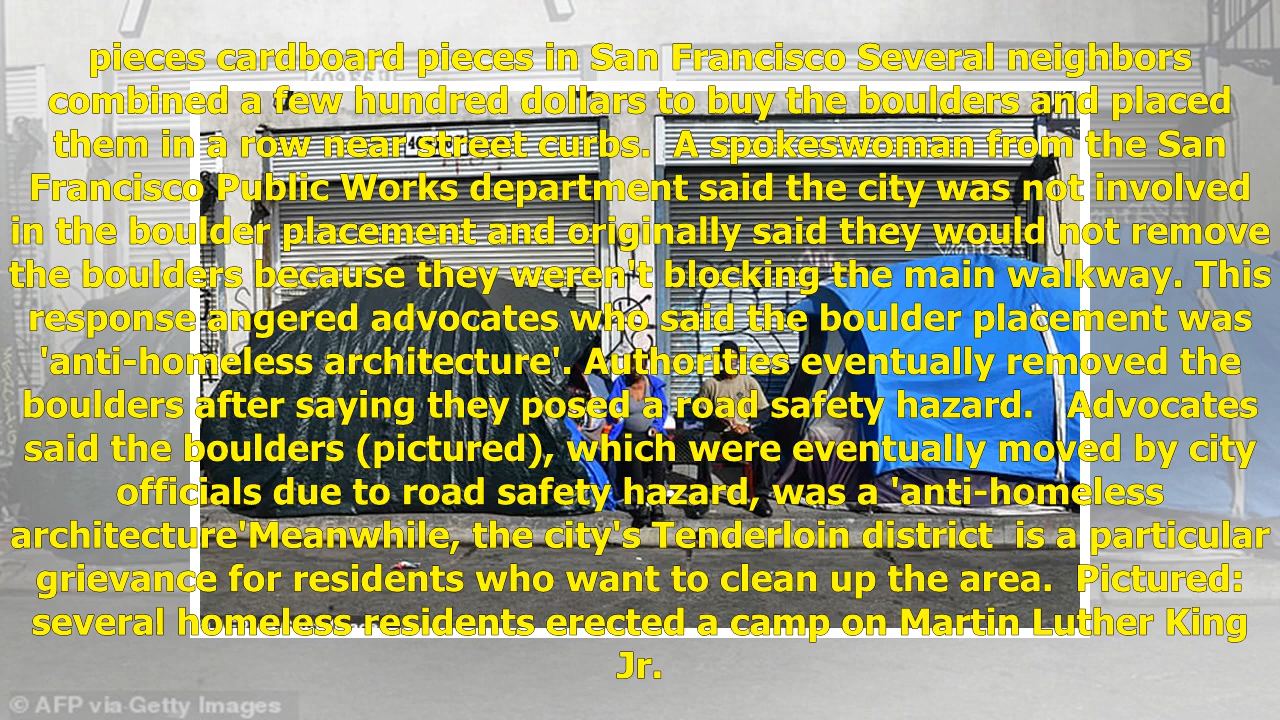 pieces cardboard pieces in San Francisco Several neighbors
combined a few hundred dollars to buy the boulders and placed
them in a row near street curbs.  A spokeswoman from the San
Francisco Public Works department said the city was not involved
in the boulder placement and originally said they would not remove
the boulders because they weren't blocking the main walkway. This
response angered advocates who said the boulder placement was
'anti-homeless architecture'. Authorities eventually removed the
boulders after saying they posed a road safety hazard.   Advocates
said the boulders (pictured), which were eventually moved by city
officials due to road safety hazard, was a 'anti-homeless
architecture'Meanwhile, the city's Tenderloin district  is a particular
grievance for residents who want to clean up the area.  Pictured:
several homeless residents erected a camp on Martin Luther King
Jr.
© AFP via Getty Images